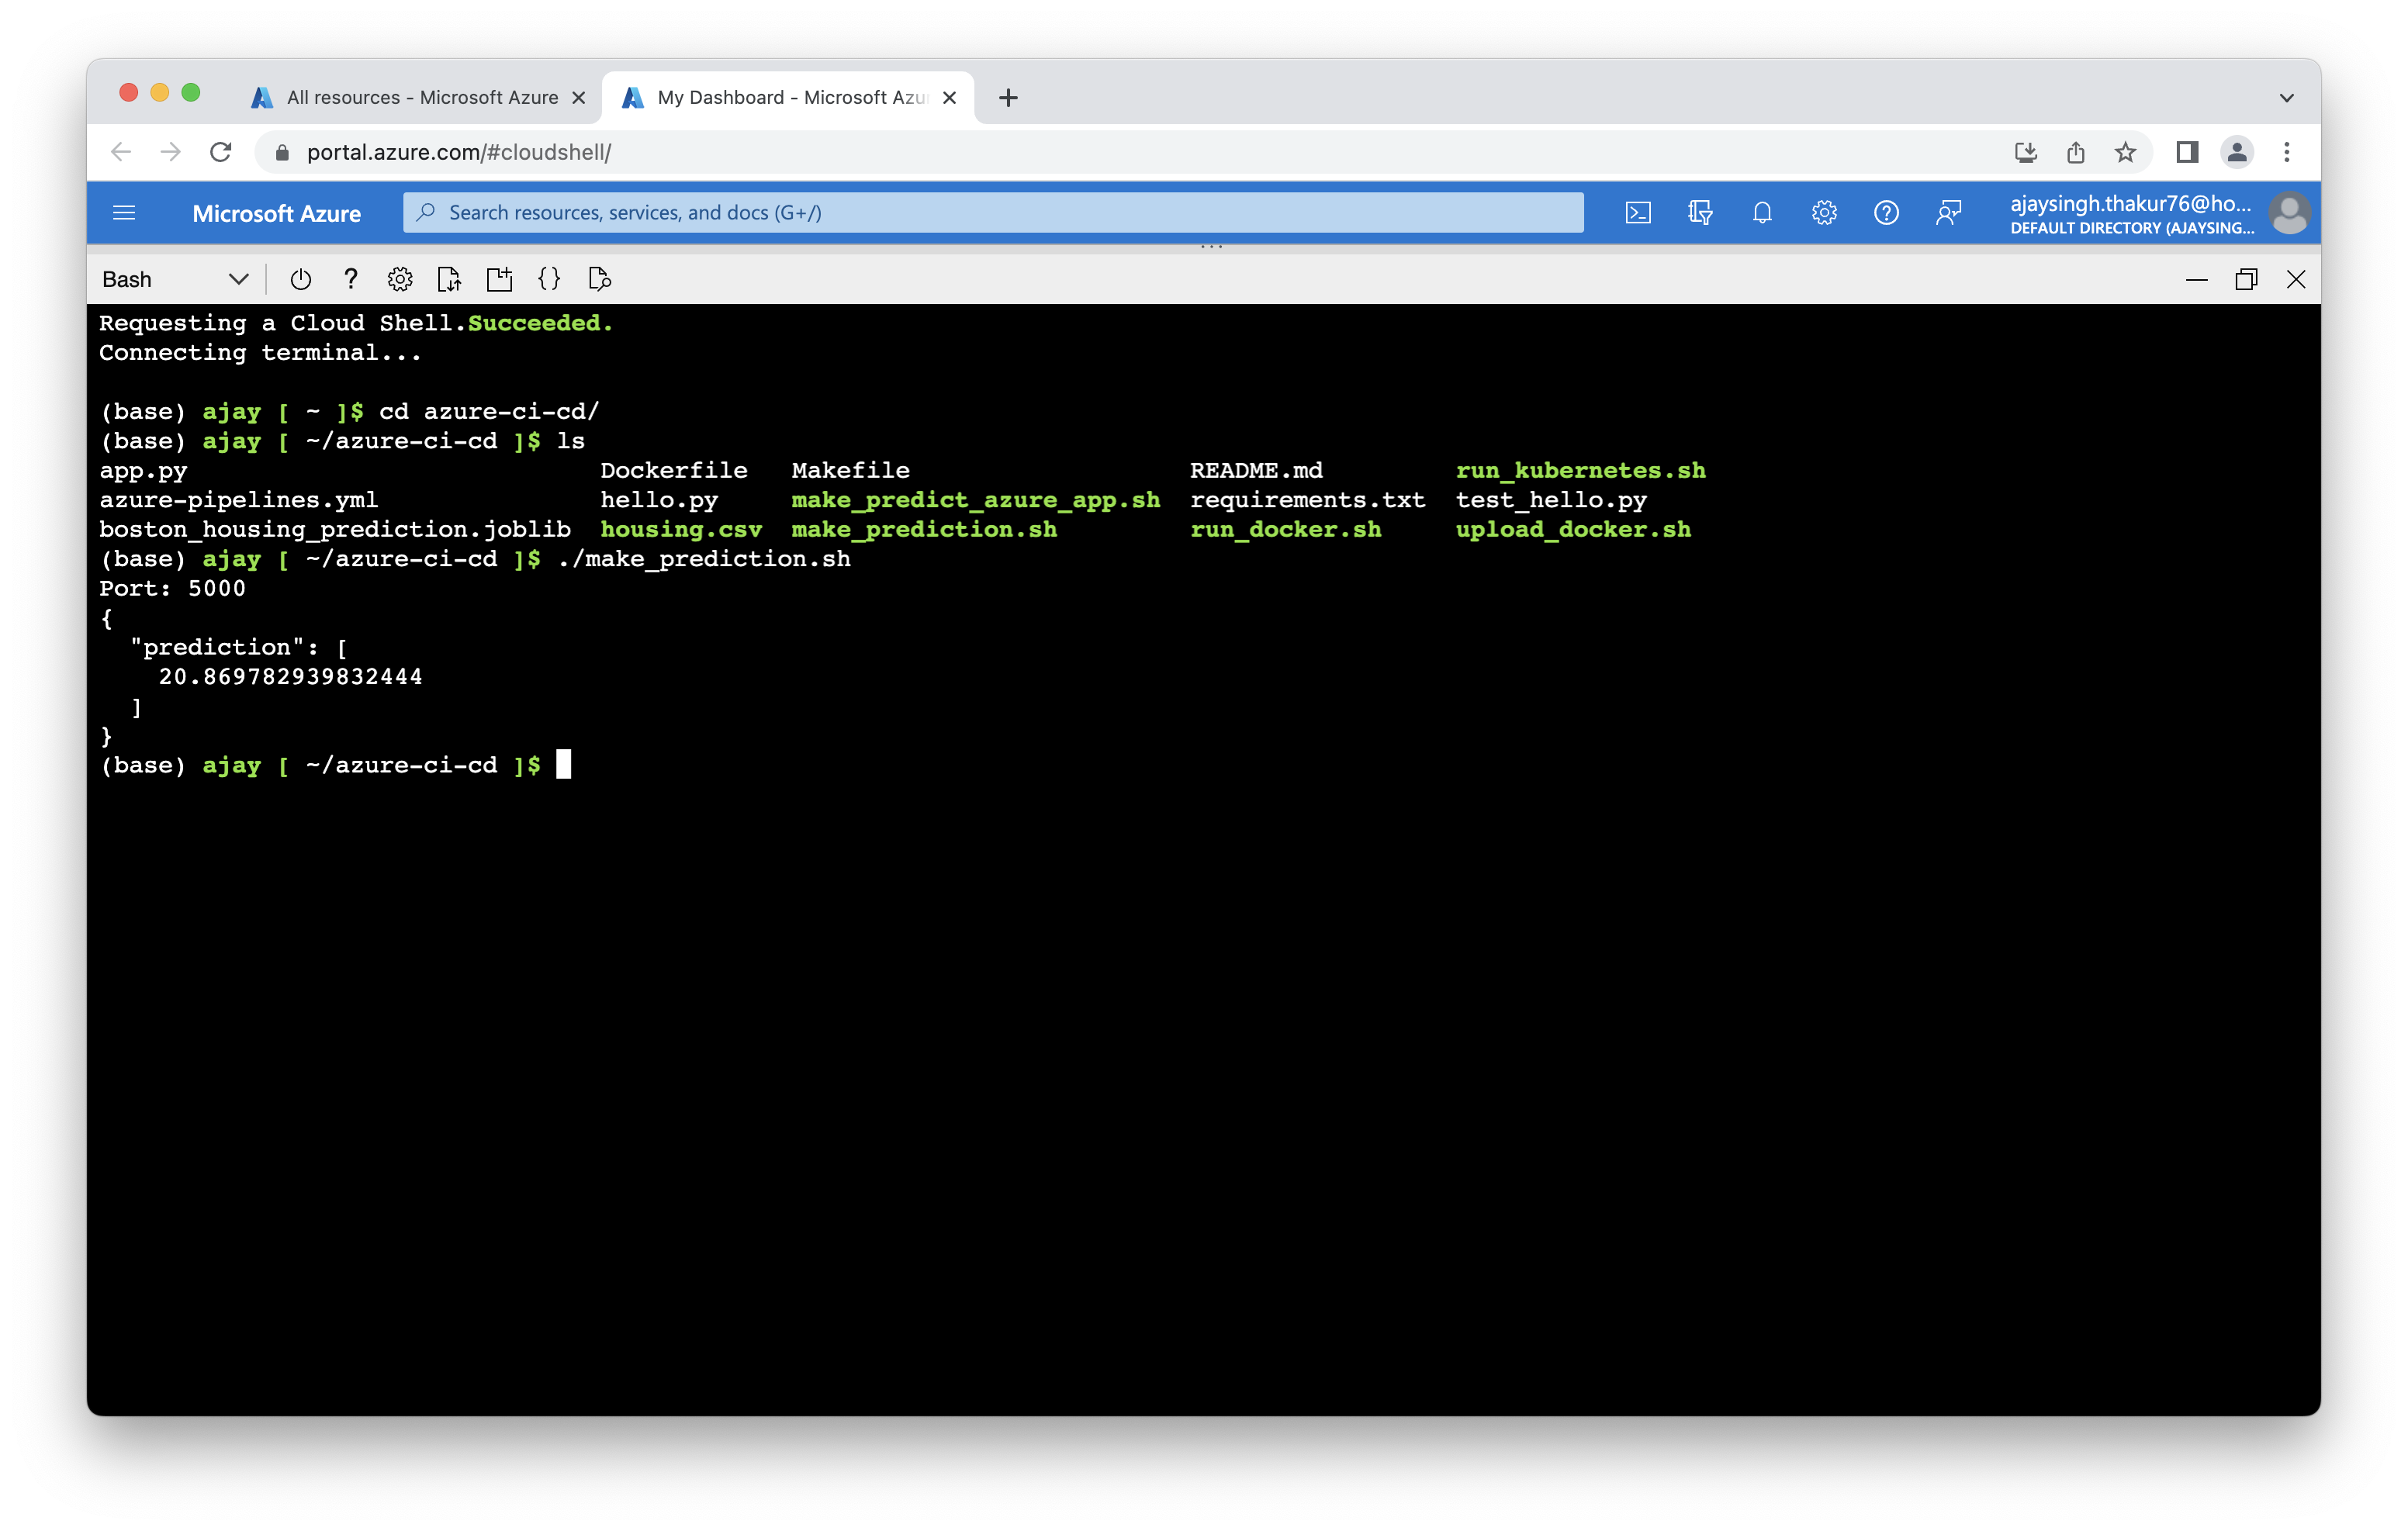 All resources - Microsoft Azure
My Dashboard - Microsoft Azu
portal.azure.com/#cloudshell/
Microsoft Azure
Search resources, services, and docs (G+/)
ajaysingh.thakur76@ho...
DEFAULT DIRECTORY (AJAYSING...
Bash
Requesting a Cloud Shell.Succeeded.
Connecting terminal...
(base) ajay [ ~ ]$ cd azure-ci-cd/
(base) ajay [ ~/azure-ci-cd ]$ ls
app.py Dockerfile Makefile README.md run_kubernetes.sh
azure-pipelines.yml hello.py make_predict_azure_app.sh requirements.txt test_hello.py
boston_housing_prediction.joblib housing.csv make_prediction.sh run_docker.sh upload_docker.sh
(base) ajay [ ~/azure-ci-cd ]$ ./make_prediction.sh
Port: 5000
{
"prediction": [
20.869782939832444
]
}
(base) ajay [ ~/azure-ci-cd ]$